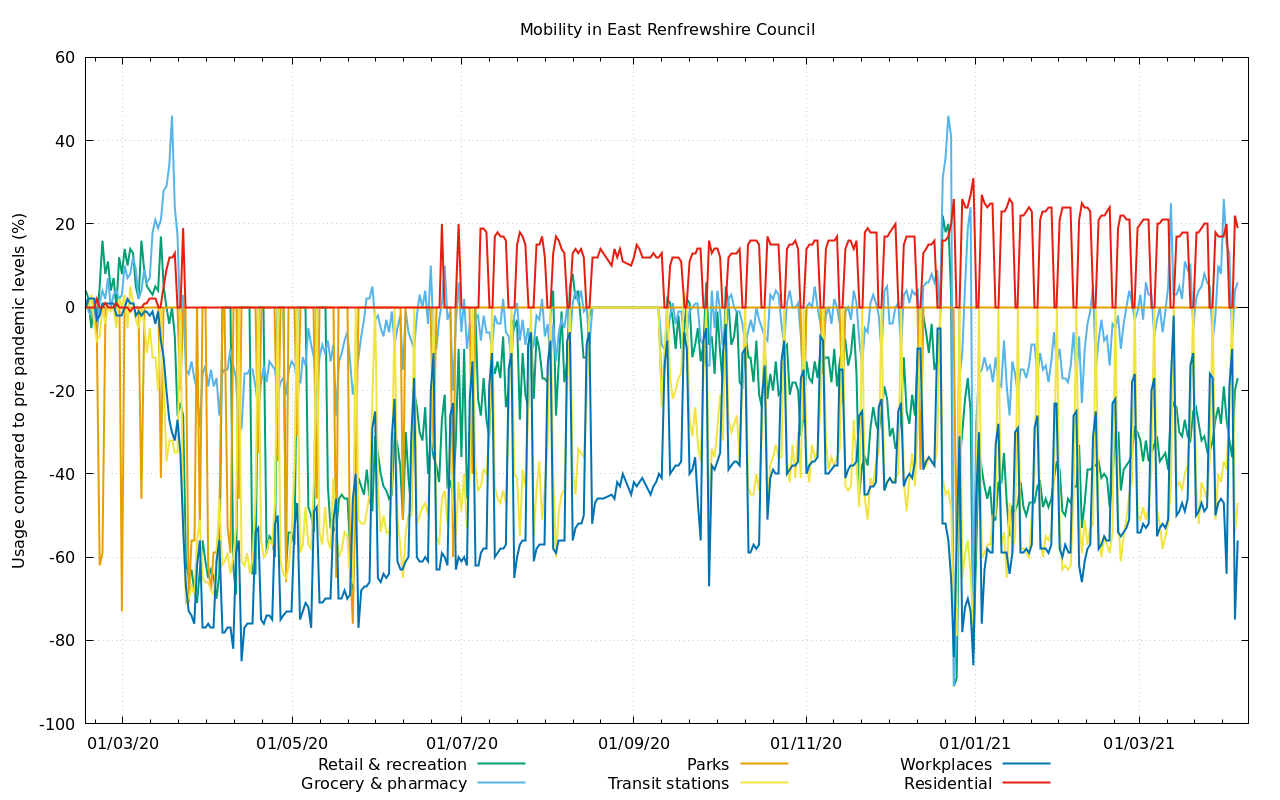 Mobility in East Renfrewshire Council
Usage compared to pre pandemic levels (%)
60
40
20
0
-20
-40
-60
-80
-100
01/03/20 01/05/20 01/07/20 01/09/20 01/11/20 01/01/21 01/03/21
Retail & recreation Parks Workplaces
Grocery & pharmacy Transit stations Residential